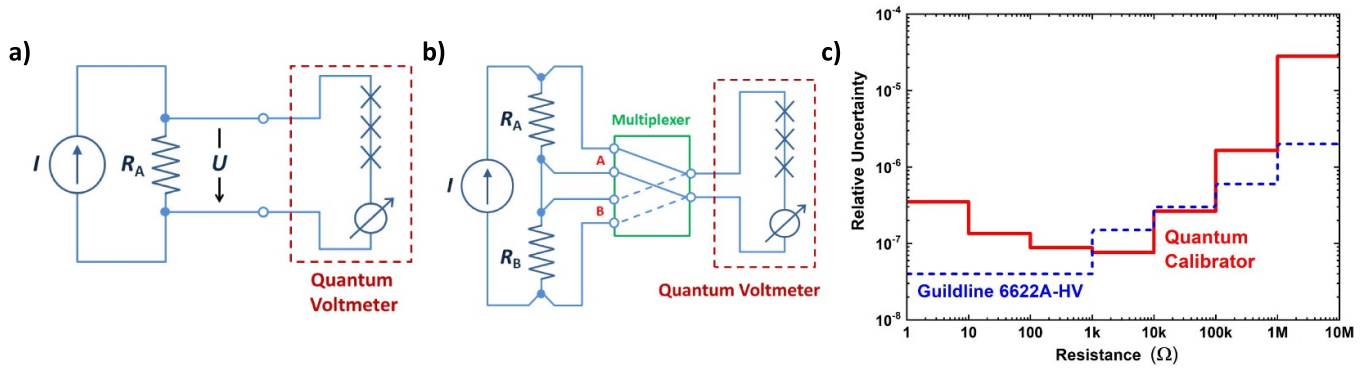 a)
I
R_A
U
Quantum
Voltmeter
b)
I
R_A
R_B
Multiplexer
A
B
Quantum Voltmeter
c)
Relative Uncertainty
10⁻⁴
10⁻⁵
10⁻⁶
10⁻⁷
10⁻⁸
Quantum
Calibrator
Guildline 6622A-HV
1 10 100 1k 10k 100k 1M 10M
Resistance (Ω)